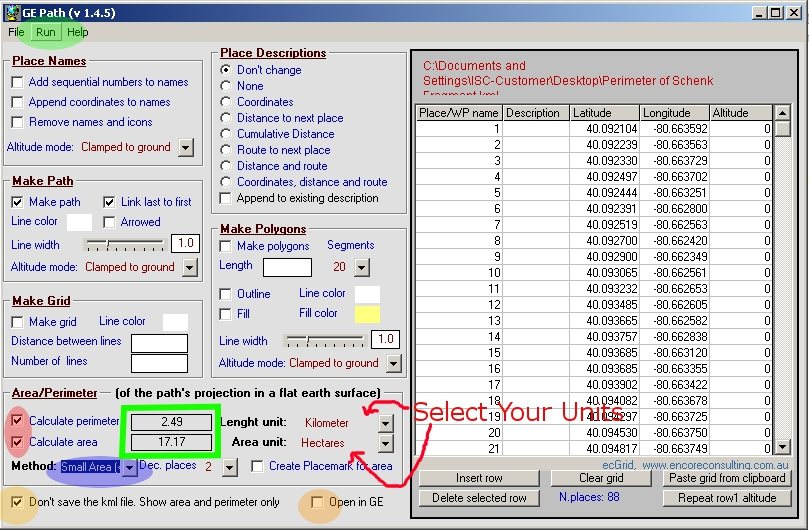 GE Path (v 1.4.5)
File Run Help
Place Names
Add sequential numbers to names
Append coordinates to names
Remove names and icons
Altitude mode: Clamped to ground
Make Path
Make path Link last to first
Line color Arrowed
Line width 1.0
Altitude mode: Clamped to ground
Make Grid
Make grid Line color
Distance between lines
Number of lines
Place Descriptions
Don't change
None
Coordinates
Distance to next place
Cumulative Distance
Route to next place
Distance and route
Coordinates, distance and route
Append to existing description
Make Polygons
Make polygons Segments
Length 20
Outline Line color
Fill Fill color
Line width 1.0
Altitude mode: Clamped to ground
Area/Perimeter (of the path's projection in a flat earth surface)
Calculate perimeter 2.49 Lenght unit: Kilometer
Calculate area 17.17 Area unit: Hectares
Method: Small Area (< Dec. places 2 Create Placemark for area
Don't save the kml file. Show area and perimeter only Open in GE
Select Your Units
C:\Documents and
Settings\ISC-Customer\Desktop\Perimeter of Schenk
Fragment.kml
Place/WP name Description Latitude Longitude Altitude
1 40.092104 -80.663592 0
2 40.092239 -80.663563 0
3 40.092330 -80.663729 0
4 40.092497 -80.663702 0
5 40.092444 -80.663251 0
6 40.092391 -80.662800 0
7 40.092519 -80.662563 0
8 40.092700 -80.662420 0
9 40.092900 -80.662349 0
10 40.093065 -80.662561 0
11 40.093232 -80.662653 0
12 40.093485 -80.662605 0
13 40.093665 -80.662582 0
14 40.093757 -80.662838 0
15 40.093685 -80.663120 0
16 40.093685 -80.663355 0
17 40.093902 -80.663422 0
18 40.094082 -80.663678 0
19 40.094297 -80.663725 0
20 40.094530 -80.663750 0
21 40.094817 -80.663749 0
ecGrid, www.encoreconsulting.com.au
Insert row Clear grid Paste grid from clipboard
Delete selected row N.places: 88 Repeat row1 altitude